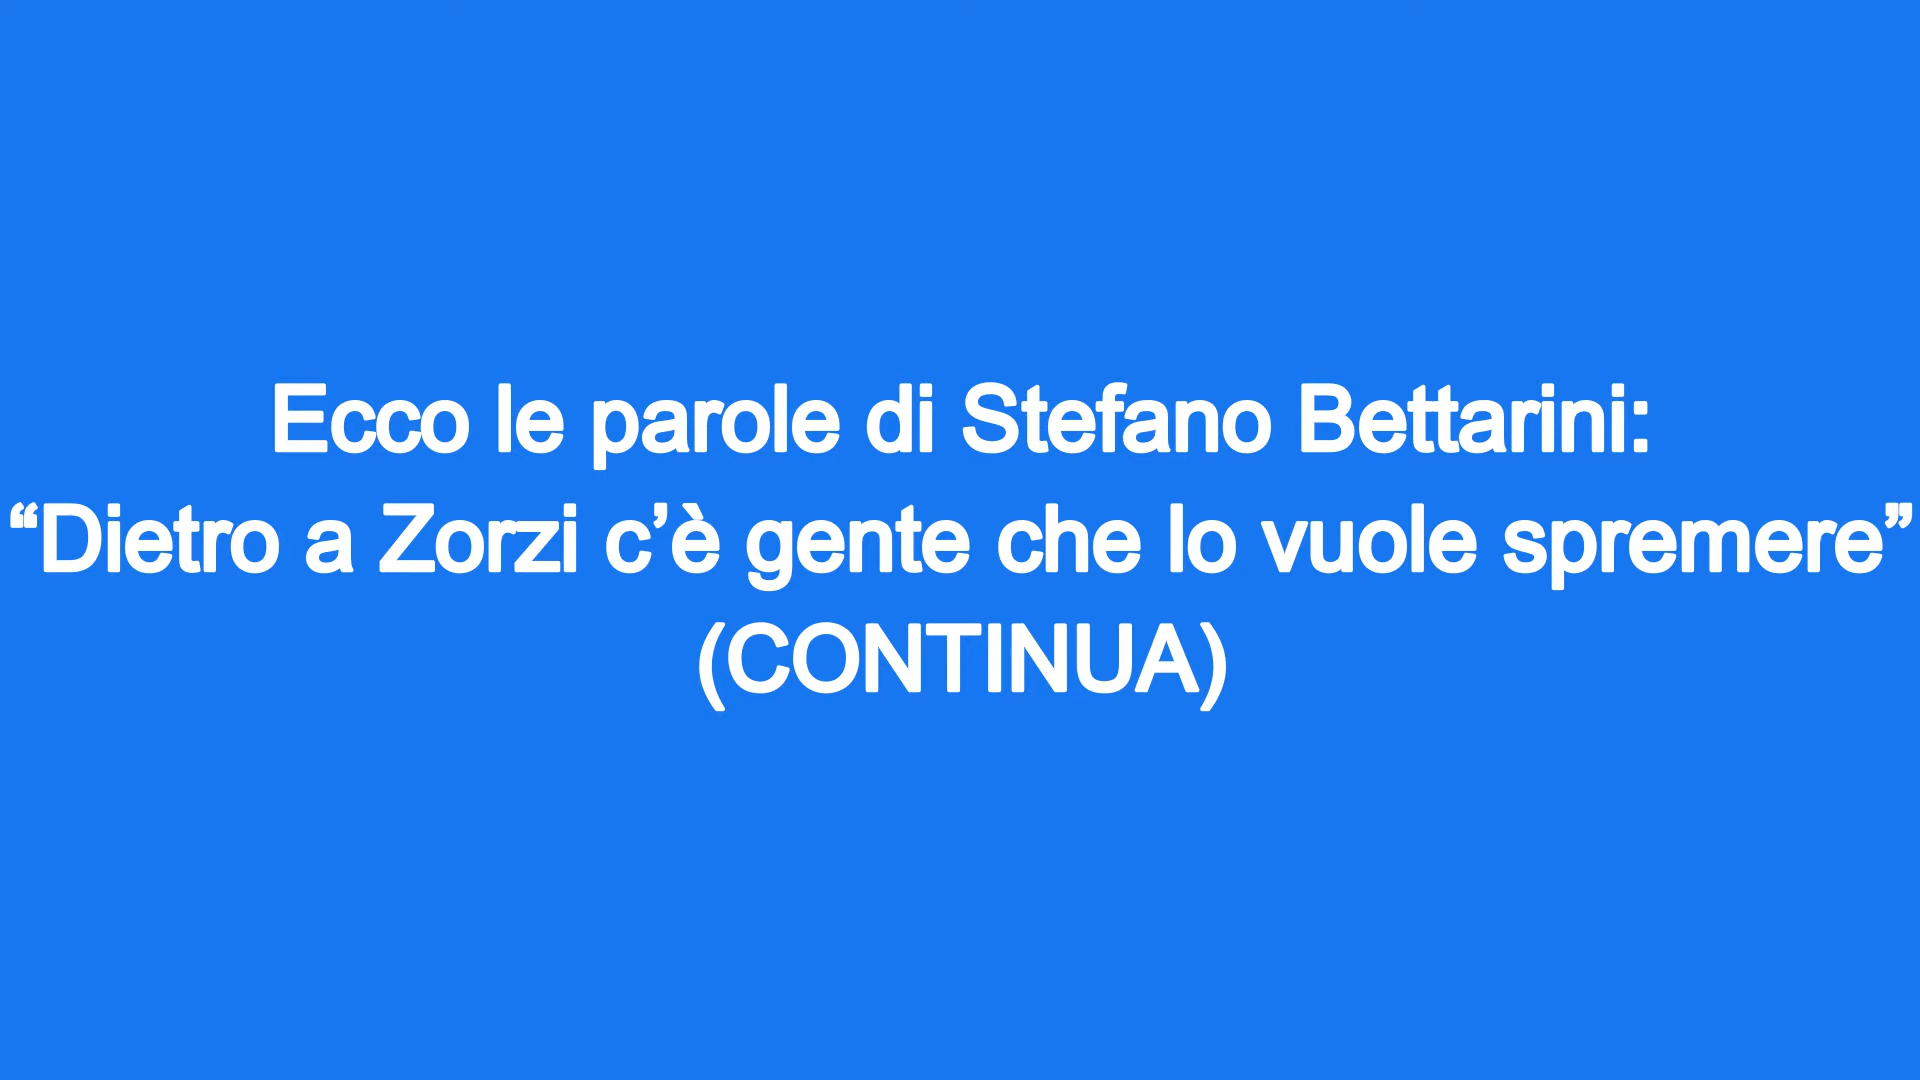 Ecco le parole di Stefano Bettarini:
“Dietro a Zorzi c’è gente che lo vuole spremere”
(CONTINUA)